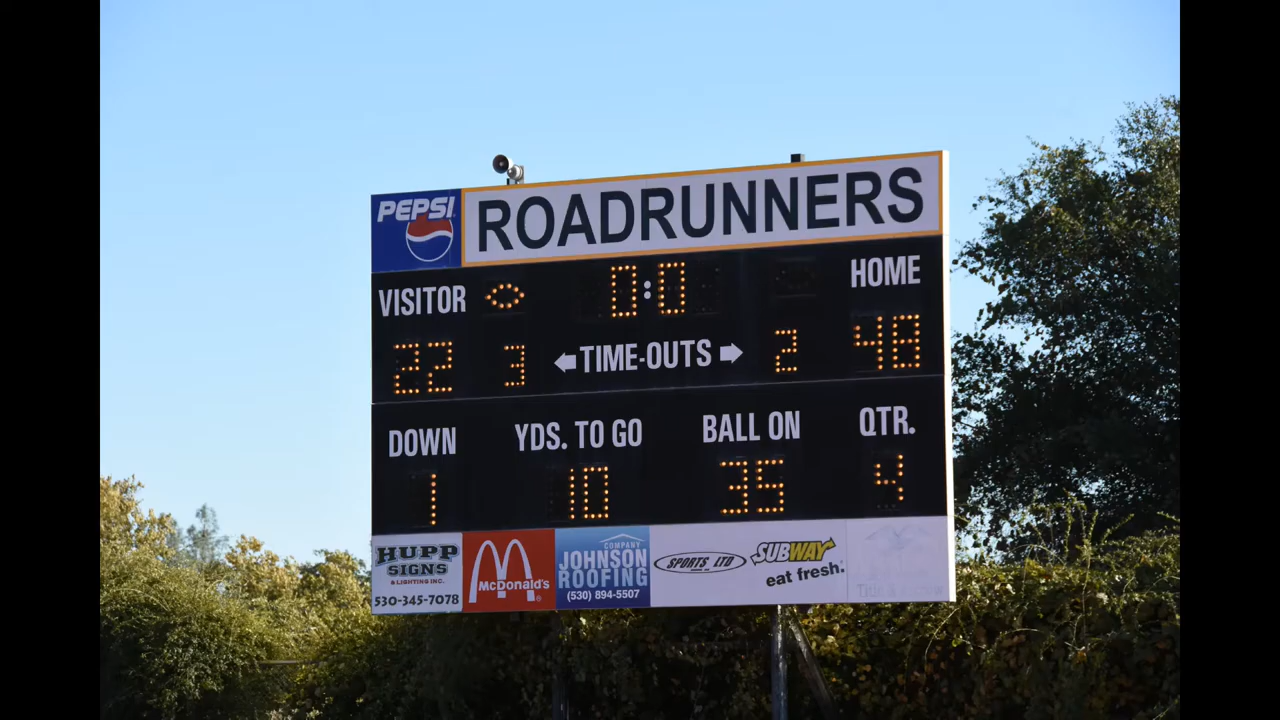 PEPSI
ROADRUNNERS
VISITOR
0:0
HOME
22
3
TIME-OUTS
2
48
DOWN
YDS. TO GO
BALL ON
QTR.
1
10
35
4
HUPP
SIGNS
& LIGHTING INC.
530-345-7078
McDonald's
COMPANY
JOHNSON
ROOFING
(530) 894-5507
SPORTS LTD
SUBWAY
eat fresh.